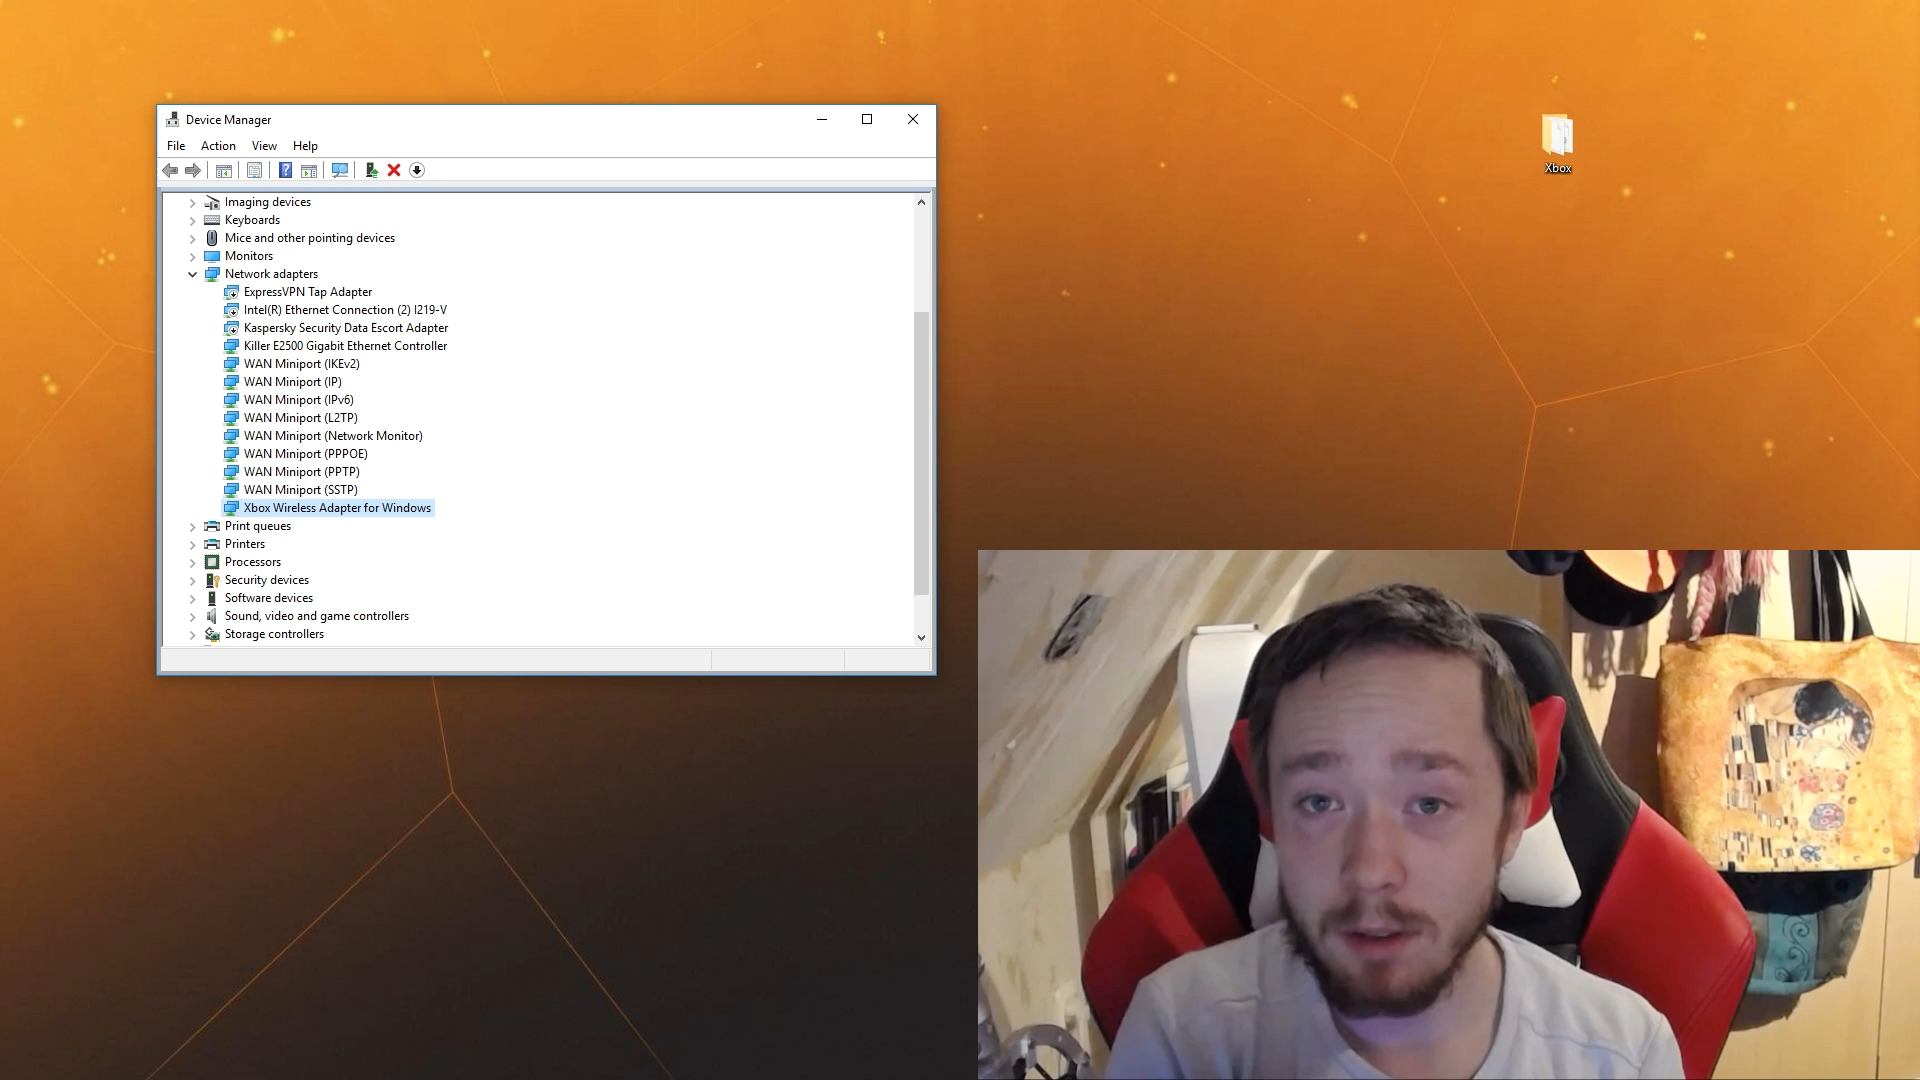 Device Manager
File Action View Help
Imaging devices
Keyboards
Mice and other pointing devices
Monitors
Network adapters
ExpressVPN Tap Adapter
Intel(R) Ethernet Connection (2) I219-V
Kaspersky Security Data Escort Adapter
Killer E2500 Gigabit Ethernet Controller
WAN Miniport (IKEv2)
WAN Miniport (IP)
WAN Miniport (IPv6)
WAN Miniport (L2TP)
WAN Miniport (Network Monitor)
WAN Miniport (PPPOE)
WAN Miniport (PPTP)
WAN Miniport (SSTP)
Xbox Wireless Adapter for Windows
Print queues
Printers
Processors
Security devices
Software devices
Sound, video and game controllers
Storage controllers
Xbox